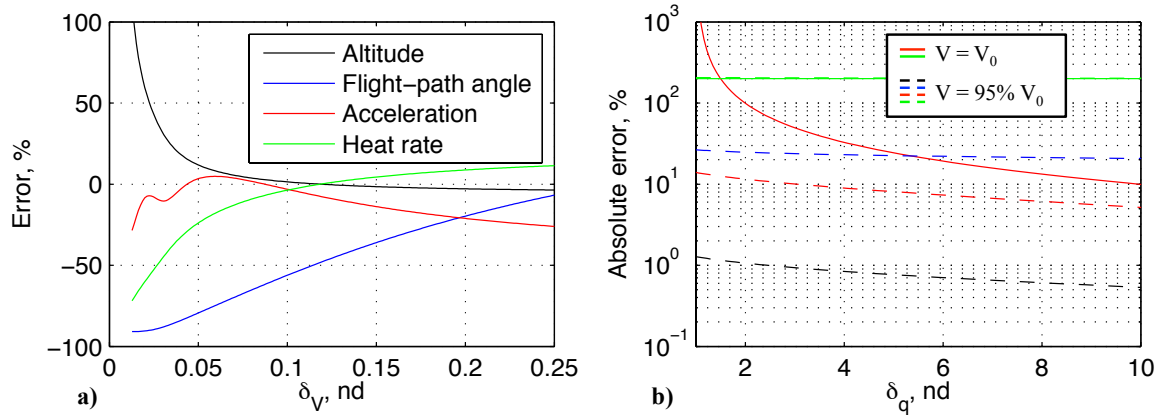 100
50
0
−50
−100
Error, %
0
0.05
0.1
0.15
0.2
0.25
δV, nd
a)
Altitude
Flight−path angle
Acceleration
Heat rate
10^3
10^2
10^1
10^0
10^−1
Absolute error, %
2
4
6
8
10
δq, nd
b)
V = V0
V = 95% V0